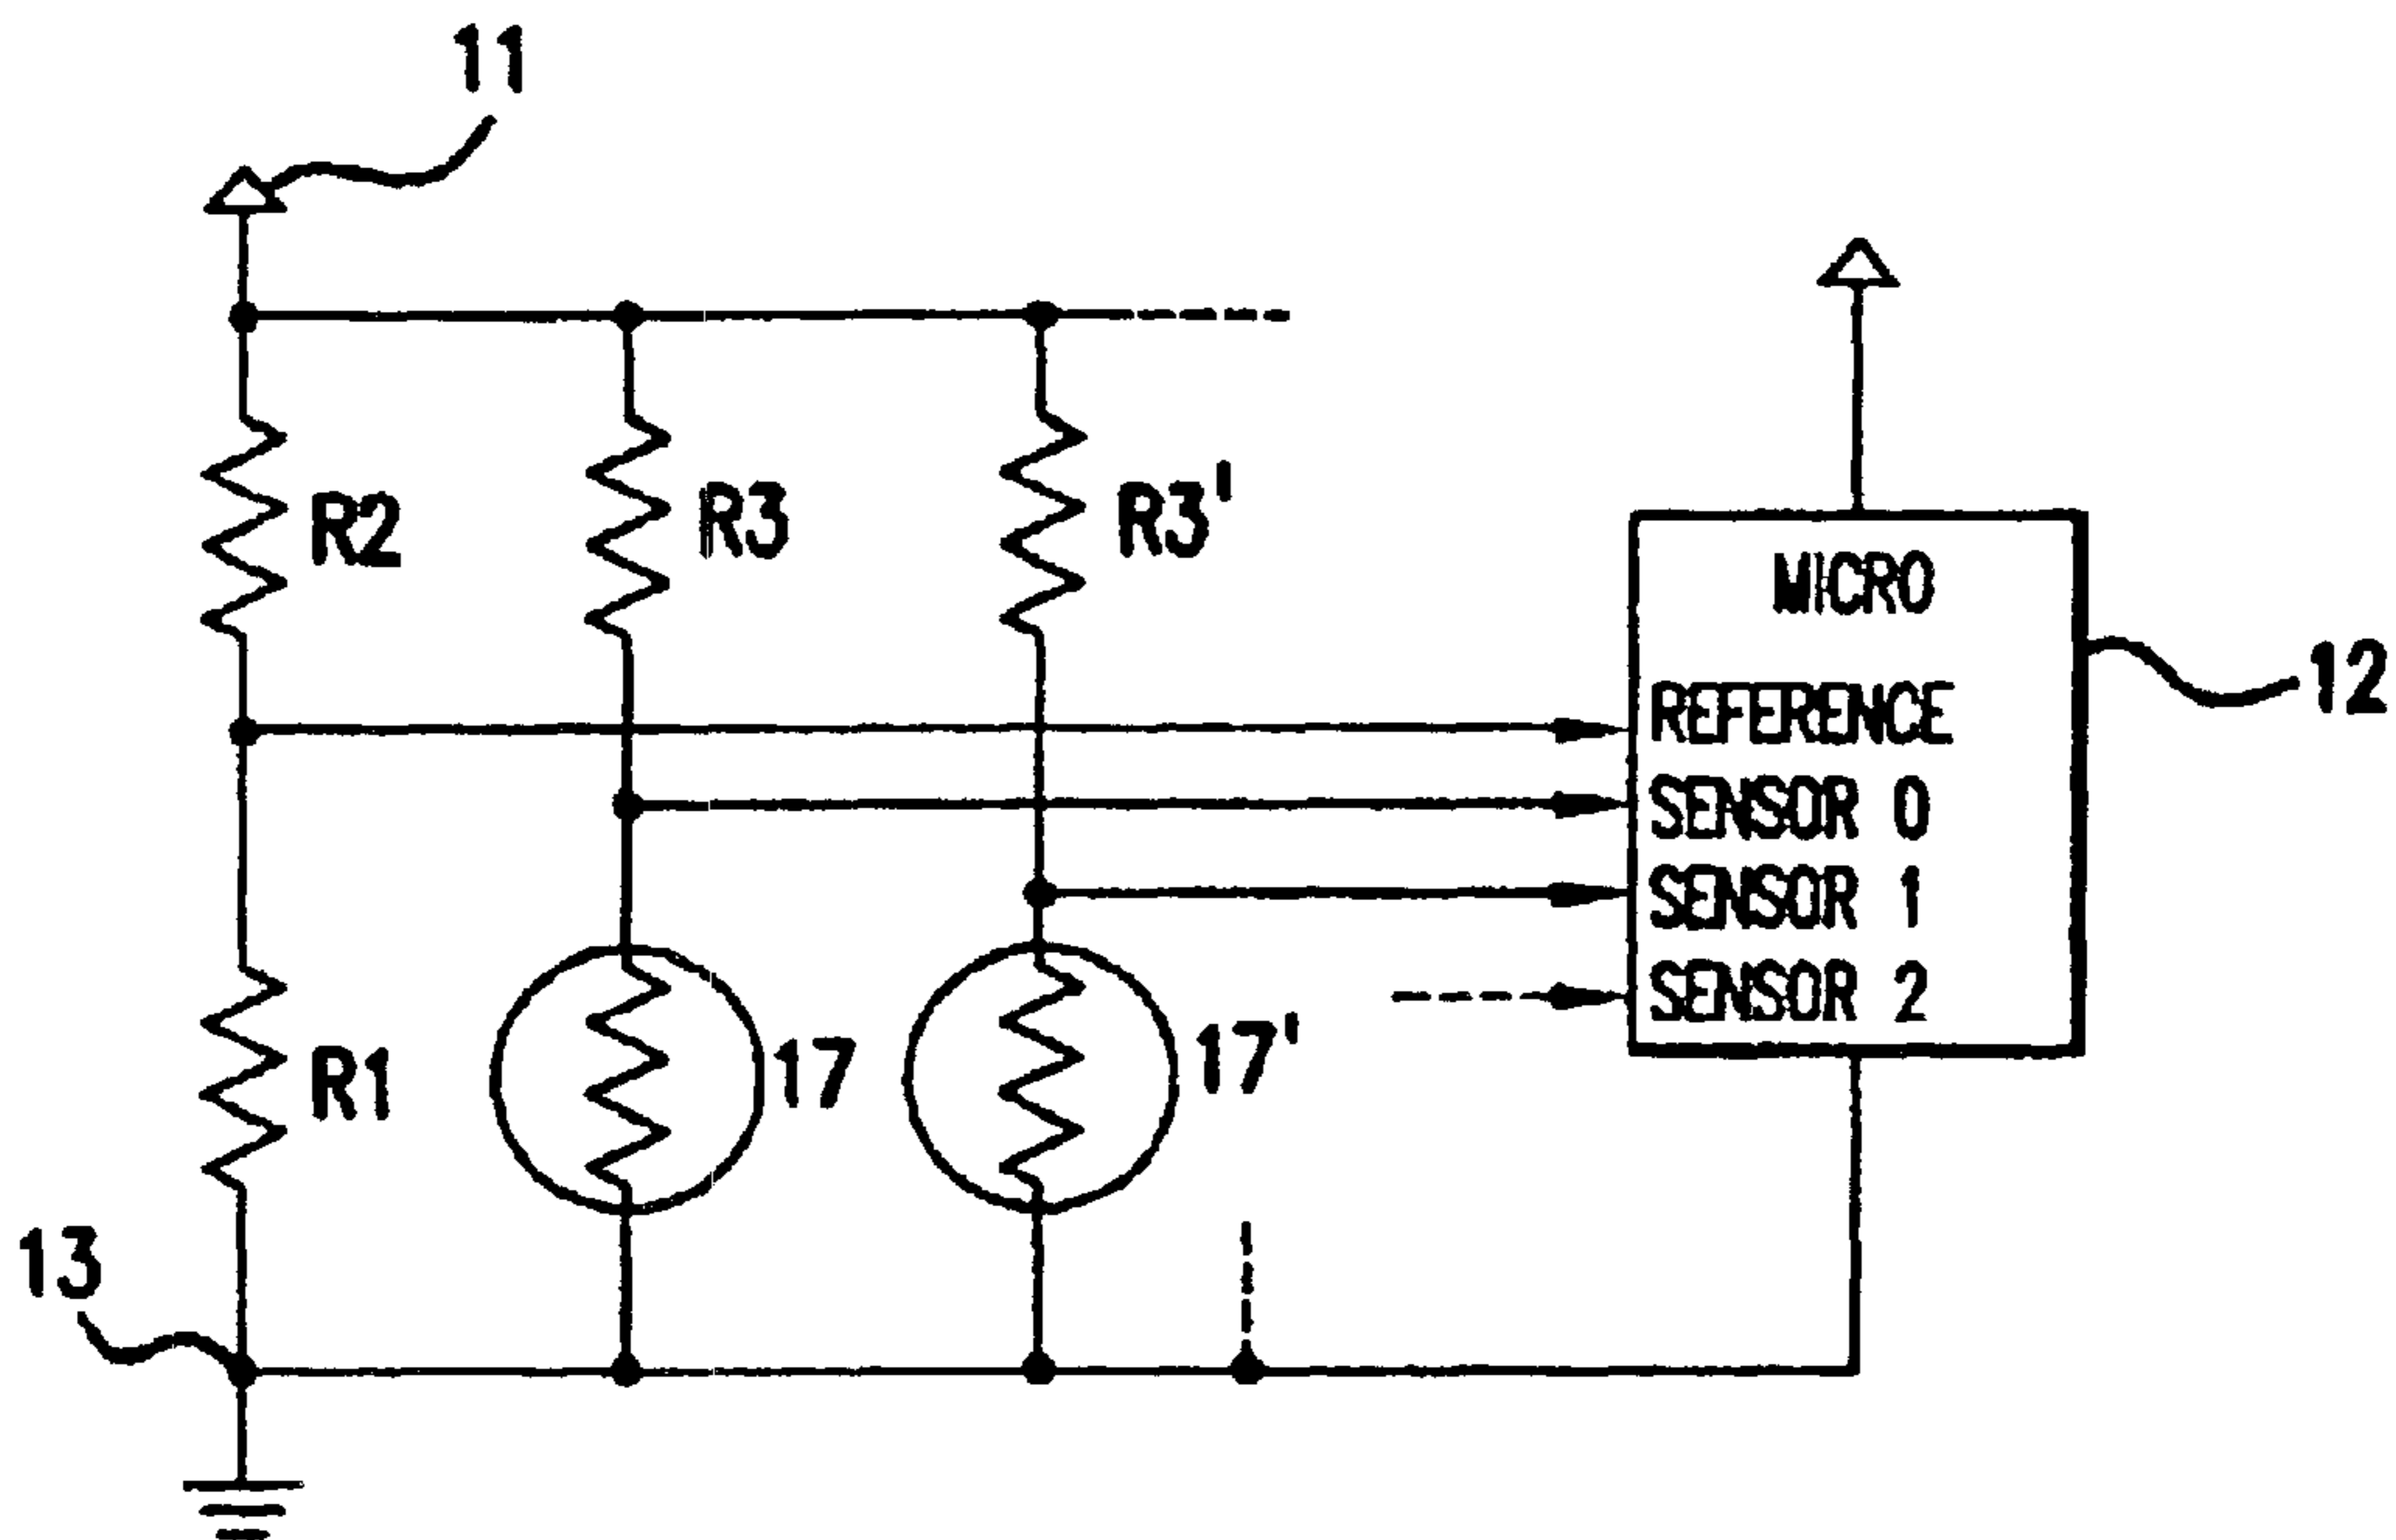 11
R2
R3
R3'
MICRO
12
REFERENCE
SENSOR 0
SENSOR 1
SENSOR 2
R1
17
17'
13